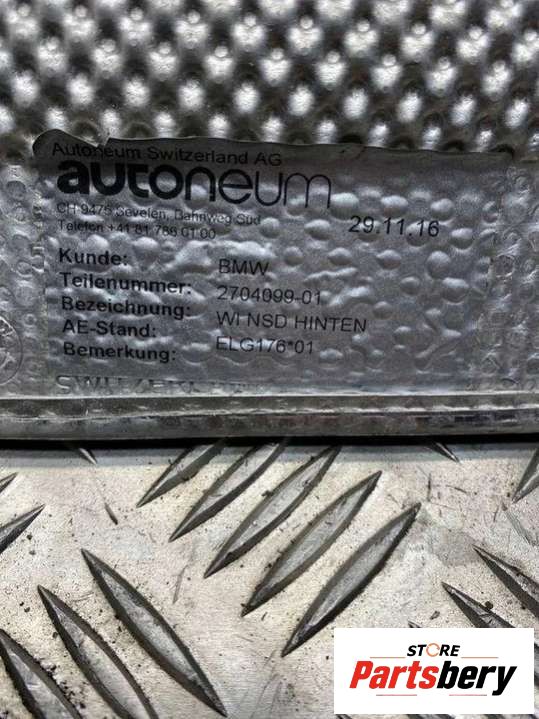 Autoneum Switzerland AG
autoneum
CH 9475 Sevelen, Bahnweg Süd
Telefon +41 81 786 01 00
29.11.16
Kunde: BMW
Teilenummer: 2704099-01
Bezeichnung: WI NSD HINTEN
AE-Stand: ELG176*01
Bemerkung:
STORE
Partsbery